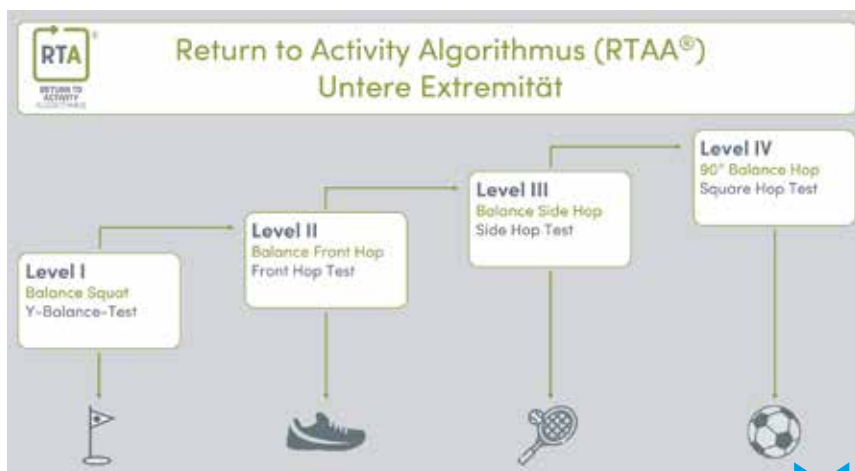 RTA®
RETURN TO
ACTIVITY
ALGORITHMUS
Return to Activity Algorithmus (RTAA®)
Untere Extremität
Level I
Balance Squat
Y-Balance-Test
Level II
Balance Front Hop
Front Hop Test
Level III
Balance Side Hop
Side Hop Test
Level IV
90° Balance Hop
Square Hop Test